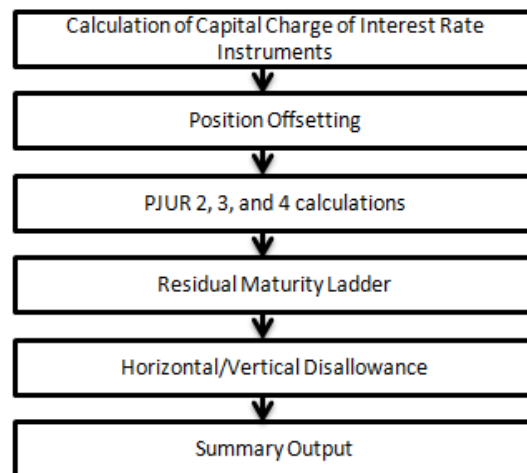 Calculation of Capital Charge of Interest Rate
Instruments
Position Offsetting
PJUR 2, 3, and 4 calculations
Residual Maturity Ladder
Horizontal/Vertical Disallowance
Summary Output